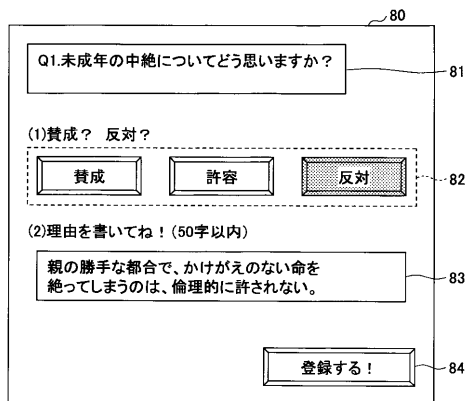 80
Q1.未成年の中絶についてどう思いますか？
81
(1)賛成？ 反対？
賛成 許容 反対
82
(2)理由を書いてね！(50字以内)
親の勝手な都合で、かけがえのない命を
絶ってしまうのは、倫理的に許されない。
83
登録する！
84